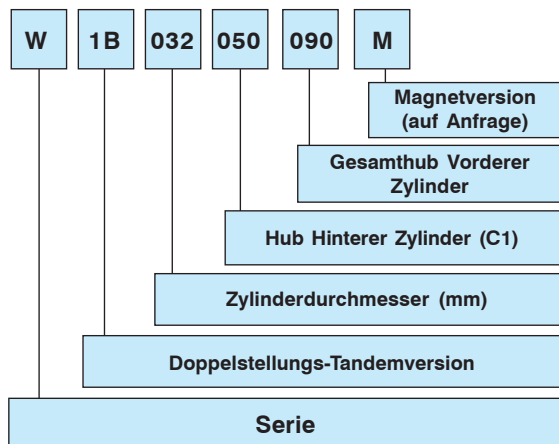 W 1B 032 050 090 M
Magnetversion
(auf Anfrage)
Gesamthub Vorderer
Zylinder
Hub Hinterer Zylinder (C1)
Zylinderdurchmesser (mm)
Doppelstellungs-Tandemversion
Serie